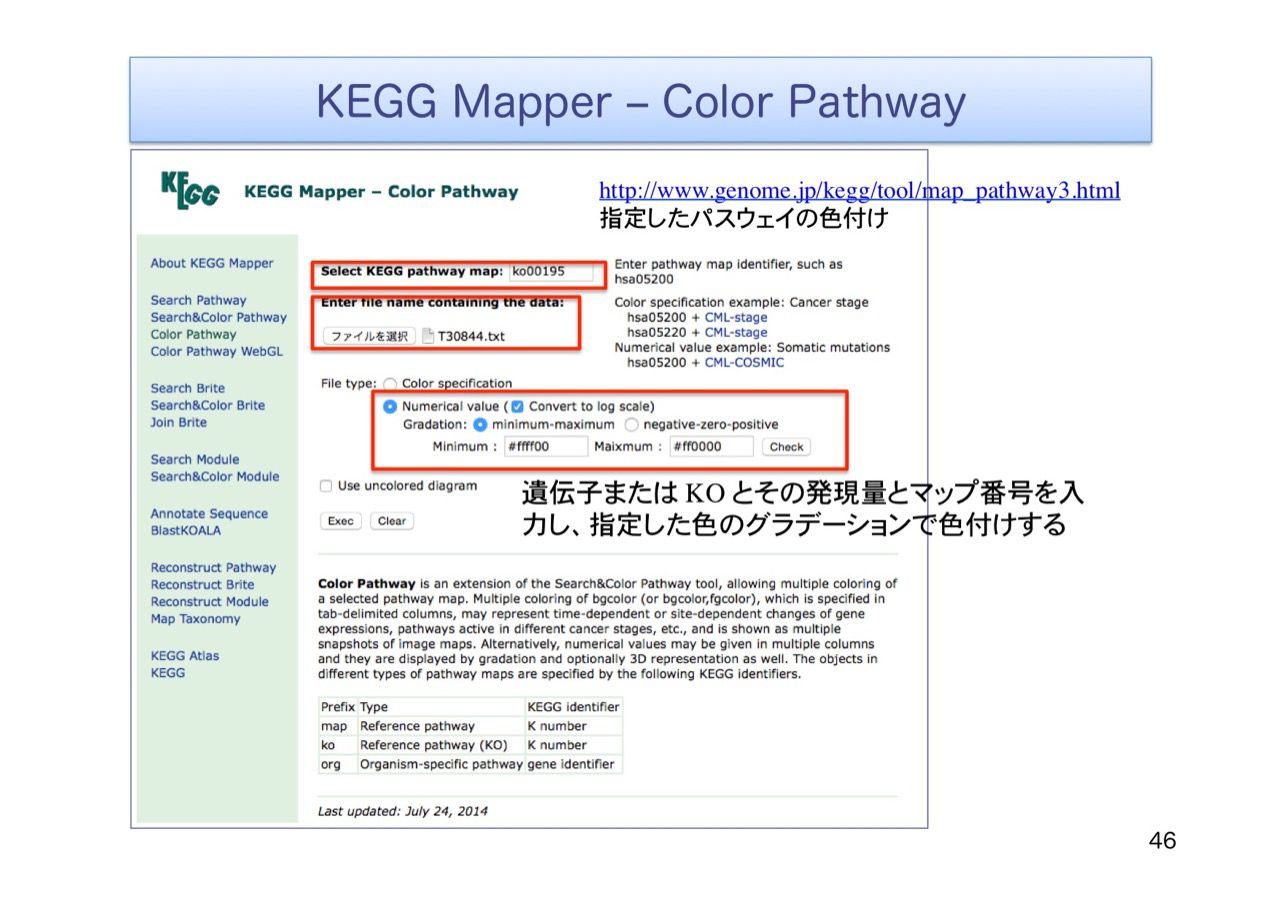 KEGG Mapper – Color Pathway
KEGG
KEGG Mapper – Color Pathway
http://www.genome.jp/kegg/tool/map_pathway3.html
指定したパスウェイの色付け
About KEGG Mapper
Search Pathway
Search&Color Pathway
Color Pathway
Color Pathway WebGL
Search Brite
Search&Color Brite
Join Brite
Search Module
Search&Color Module
Annotate Sequence
BlastKOALA
Reconstruct Pathway
Reconstruct Brite
Reconstruct Module
Map Taxonomy
KEGG Atlas
KEGG
Select KEGG pathway map: ko00195
Enter pathway map identifier, such as
hsa05200
Enter file name containing the data:
ファイルを選択 T30844.txt
Color specification example: Cancer stage
hsa05200 + CML-stage
hsa05220 + CML-stage
Numerical value example: Somatic mutations
hsa05200 + CML-COSMIC
File type: Color specification
Numerical value ( Convert to log scale)
Gradation: minimum-maximum negative-zero-positive
Minimum : #ffff00 Maixmum : #ff0000 Check
Use uncolored diagram
遺伝子または KO とその発現量とマップ番号を入
力し、指定した色のグラデーションで色付けする
Exec Clear
Color Pathway is an extension of the Search&Color Pathway tool, allowing multiple coloring of
a selected pathway map. Multiple coloring of bgcolor (or bgcolor,fgcolor), which is specified in
tab-delimited columns, may represent time-dependent or site-dependent changes of gene
expressions, pathways active in different cancer stages, etc., and is shown as multiple
snapshots of image maps. Alternatively, numerical values may be given in multiple columns
and they are displayed by gradation and optionally 3D representation as well. The objects in
different types of pathway maps are specified by the following KEGG identifiers.
Prefix Type KEGG identifier
map Reference pathway K number
ko Reference pathway (KO) K number
org Organism-specific pathway gene identifier
Last updated: July 24, 2014
46